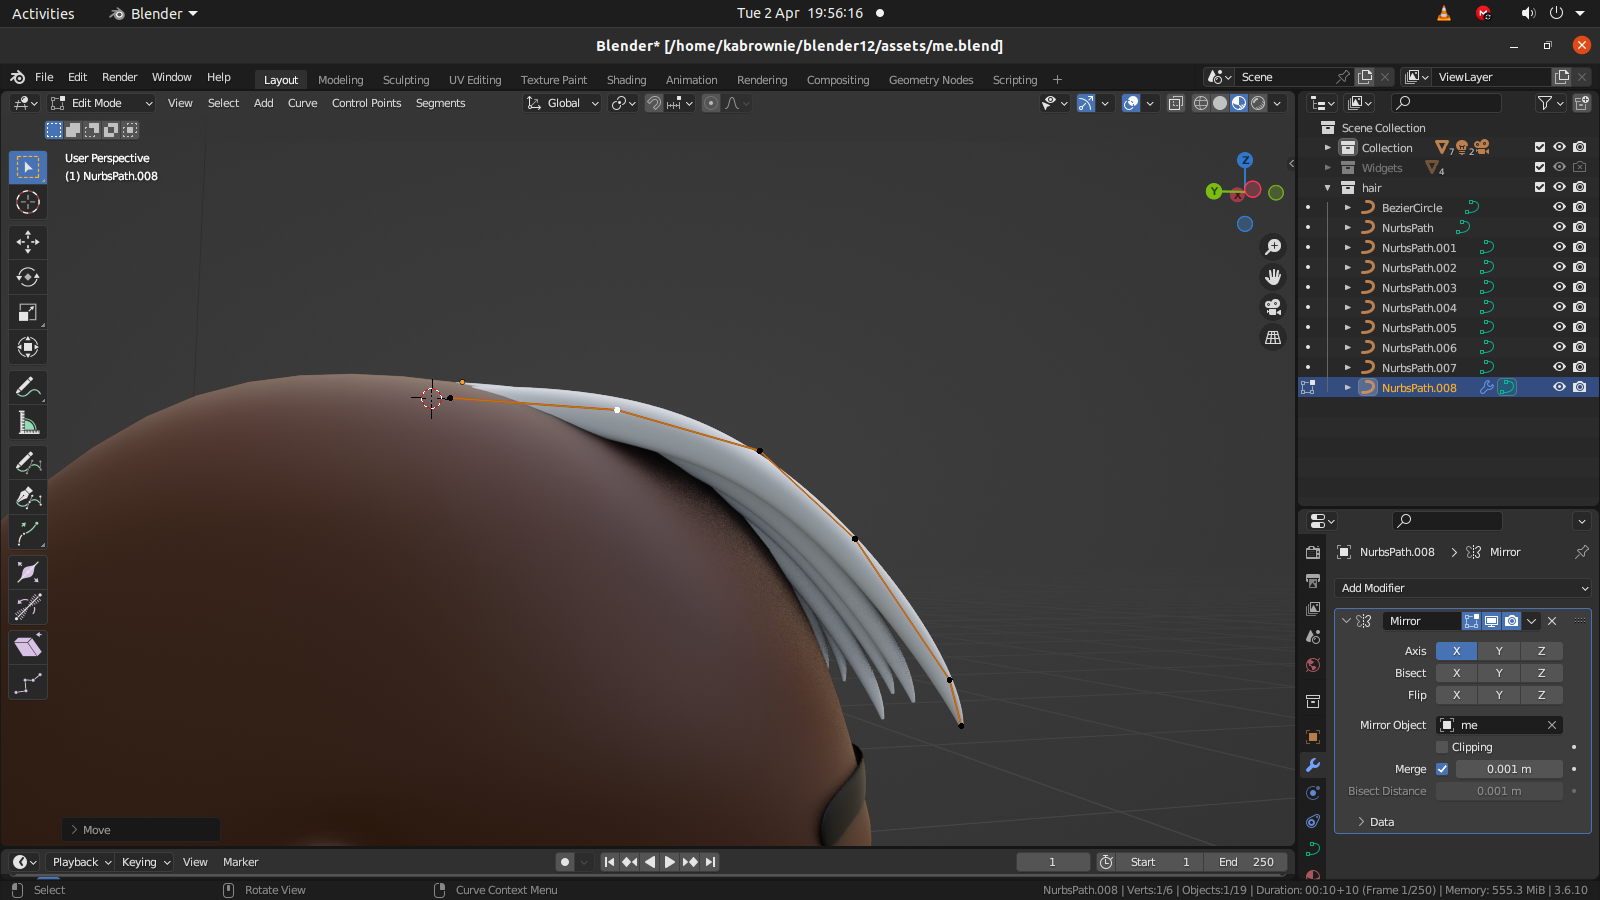 Activities
Blender
Tue 2 Apr 19:56:16
Blender* [/home/kabrownie/blender12/assets/me.blend]
File Edit Render Window Help
Layout Modeling Sculpting UV Editing Texture Paint Shading Animation Rendering Compositing Geometry Nodes Scripting +
Scene
ViewLayer
Edit Mode View Select Add Curve Control Points Segments
Global
User Perspective
(1) NurbsPath.008
Z
Y
X
Scene Collection
Collection 7 2
Widgets 4
hair
BezierCircle
NurbsPath
NurbsPath.001
NurbsPath.002
NurbsPath.003
NurbsPath.004
NurbsPath.005
NurbsPath.006
NurbsPath.007
NurbsPath.008
NurbsPath.008 > Mirror
Add Modifier
Mirror
Axis X Y Z
Bisect X Y Z
Flip X Y Z
Mirror Object me
Clipping
Merge 0.001 m
Bisect Distance 0.001 m
> Data
> Move
Playback Keying View Marker
1
Start 1
End 250
Select
Rotate View
Curve Context Menu
NurbsPath.008 | Verts:1/6 | Objects:1/19 | Duration: 00:10+10 (Frame 1/250) | Memory: 555.3 MiB | 3.6.10